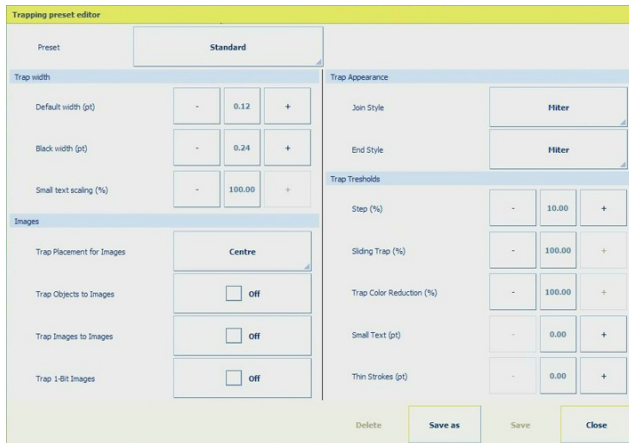 Trapping preset editor
Preset
Standard
Trap width
Default width (pt)
- 0.12 +
Black width (pt)
- 0.24 +
Small text scaling (%)
- 100.00 +
Images
Trap Placement for Images
Centre
Trap Objects to Images
Off
Trap Images to Images
Off
Trap 1-Bit Images
Off
Trap Appearance
Join Style
Miter
End Style
Miter
Trap Tresholds
Step (%)
- 10.00 +
Sliding Trap (%)
- 100.00 +
Trap Color Reduction (%)
- 100.00 +
Small Text (pt)
- 0.00 +
Thin Strokes (pt)
- 0.00 +
Delete
Save as
Save
Close